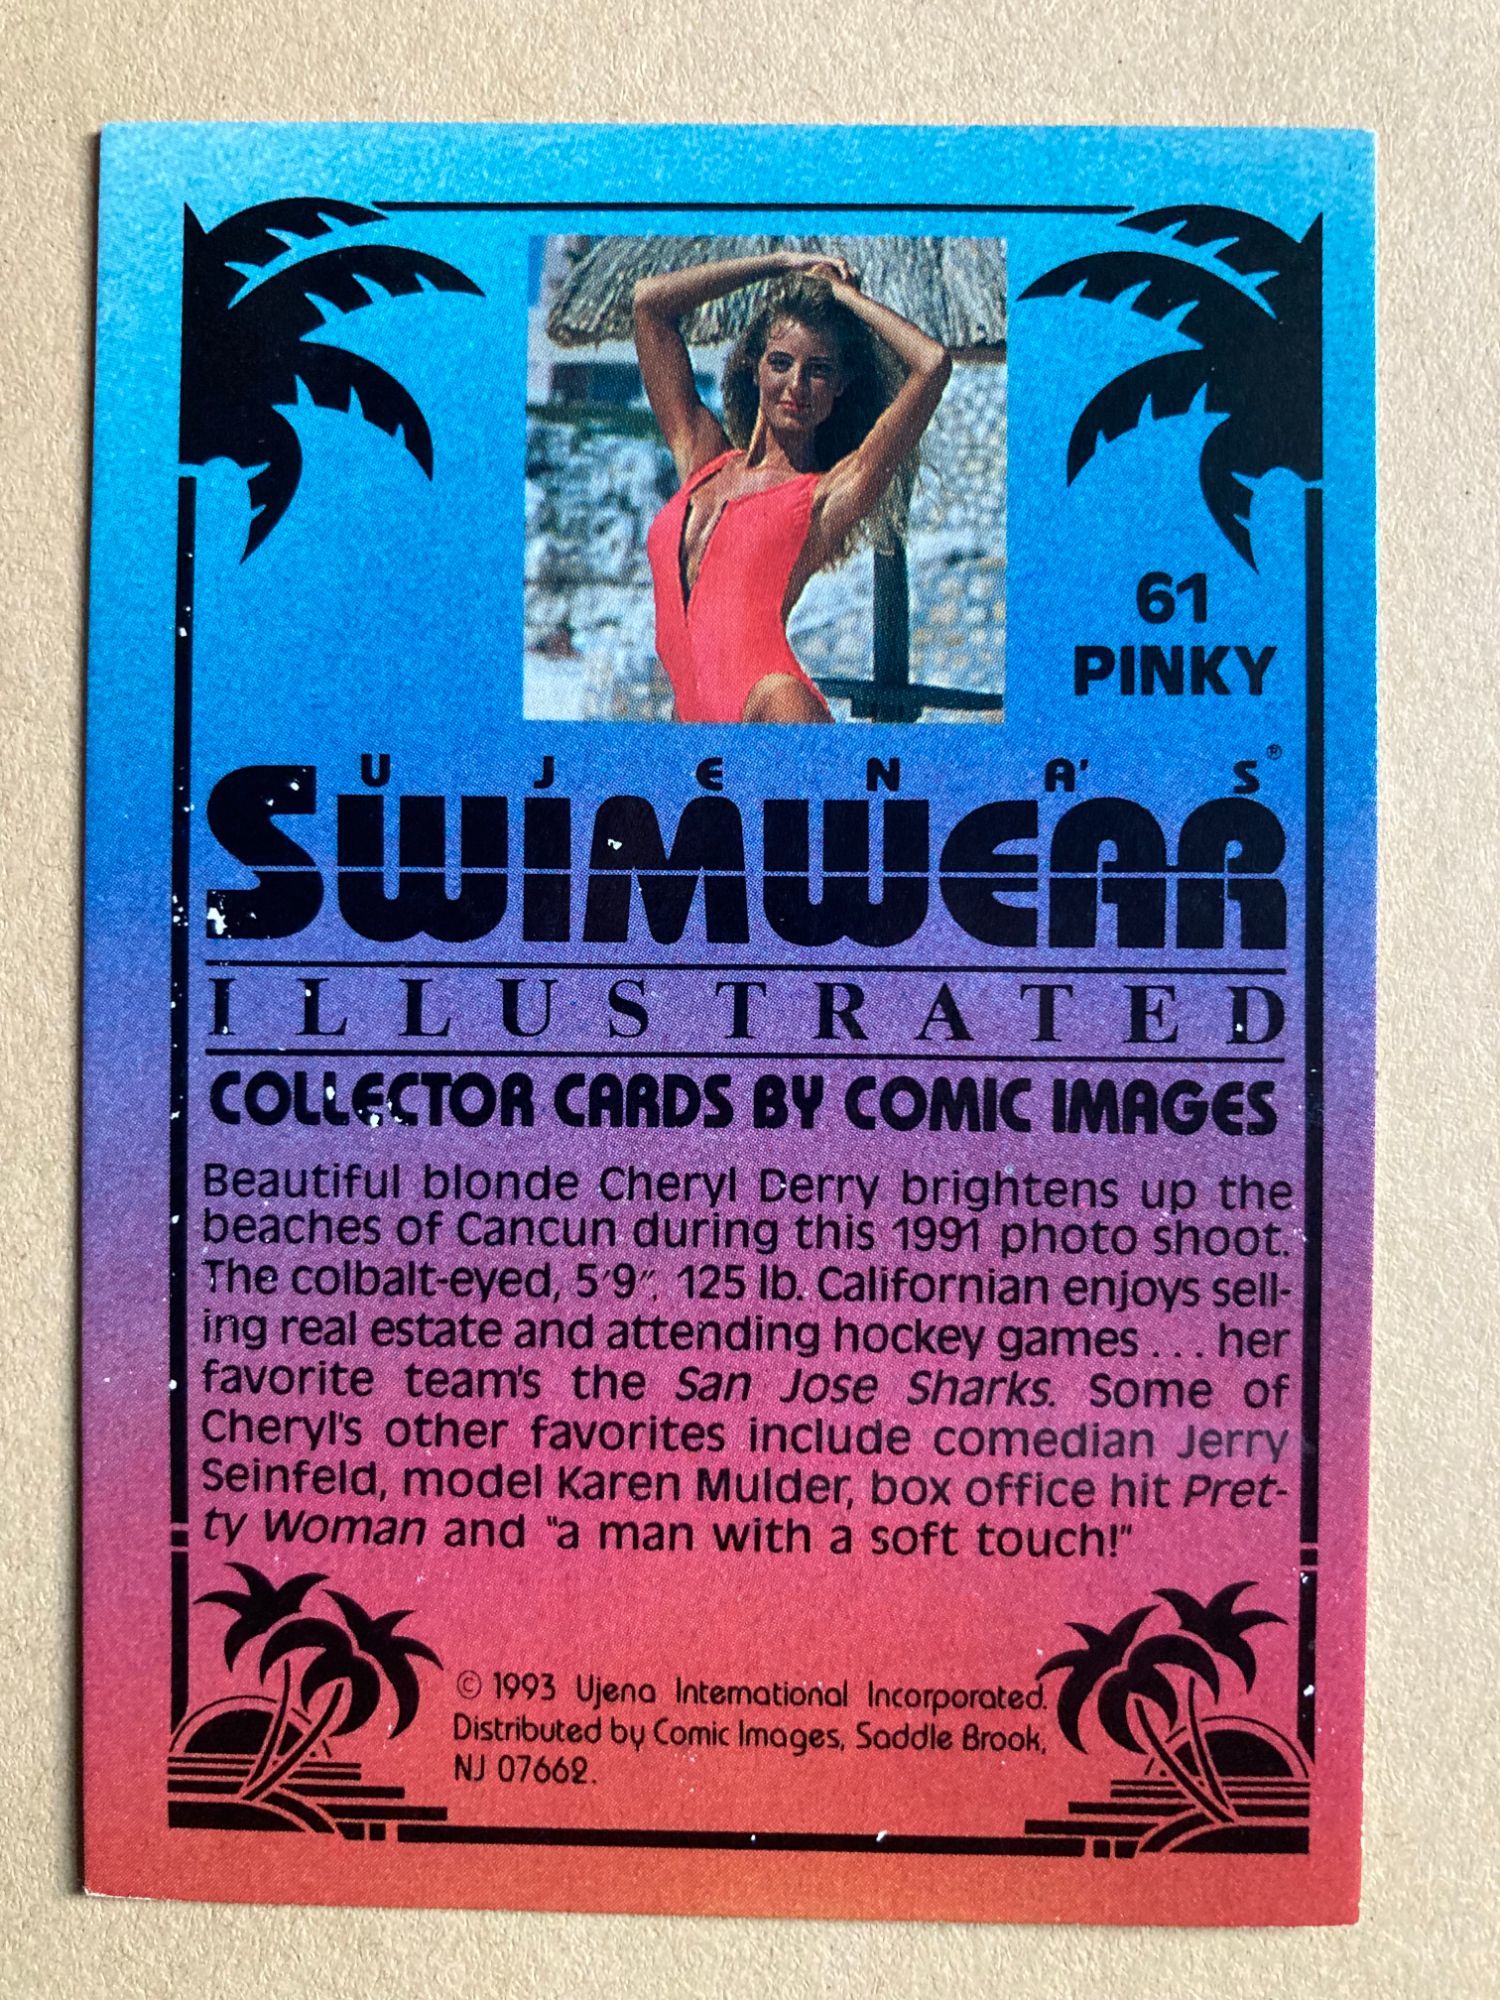 61
PINKY
UJENA'S®
SWIMWEAR
ILLUSTRATED
COLLECTOR CARDS BY COMIC IMAGES
Beautiful blonde Cheryl Derry brightens up the
beaches of Cancun during this 1991 photo shoot.
The colbalt-eyed, 5'9", 125 lb. Californian enjoys sell-
ing real estate and attending hockey games . . . her
favorite team's the San Jose Sharks. Some of
Cheryl's other favorites include comedian Jerry
Seinfeld, model Karen Mulder, box office hit Pret-
ty Woman and "a man with a soft touch!"
© 1993 Ujena International Incorporated.
Distributed by Comic Images, Saddle Brook,
NJ 07662.